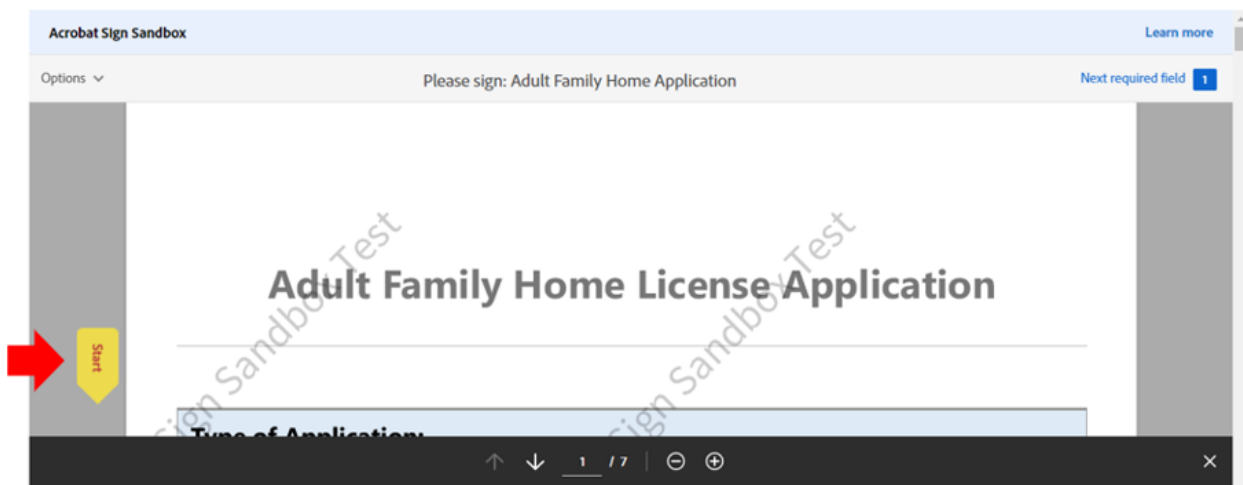 Acrobat Sign Sandbox
Learn more
Options
Please sign: Adult Family Home Application
Next required field 1
Sandbox Test
Sandbox Test
Adult Family Home License Application
Start
Sign
Sign
Type of Application:
1 / 7